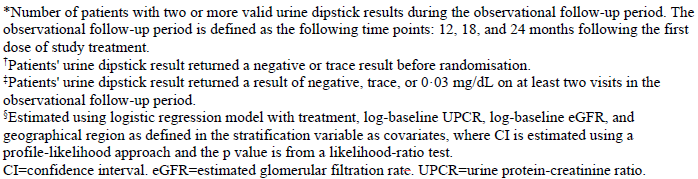 *Number of patients with two or more valid urine dipstick results during the observational follow-up period. The
observational follow-up period is defined as the following time points: 12, 18, and 24 months following the first
dose of study treatment.
†Patients' urine dipstick result returned a negative or trace result before randomisation.
‡Patients' urine dipstick result returned a result of negative, trace, or 0·03 mg/dL on at least two visits in the
observational follow-up period.
§Estimated using logistic regression model with treatment, log-baseline UPCR, log-baseline eGFR, and
geographical region as defined in the stratification variable as covariates, where CI is estimated using a
profile-likelihood approach and the p value is from a likelihood-ratio test.
CI=confidence interval. eGFR=estimated glomerular filtration rate. UPCR=urine protein-creatinine ratio.